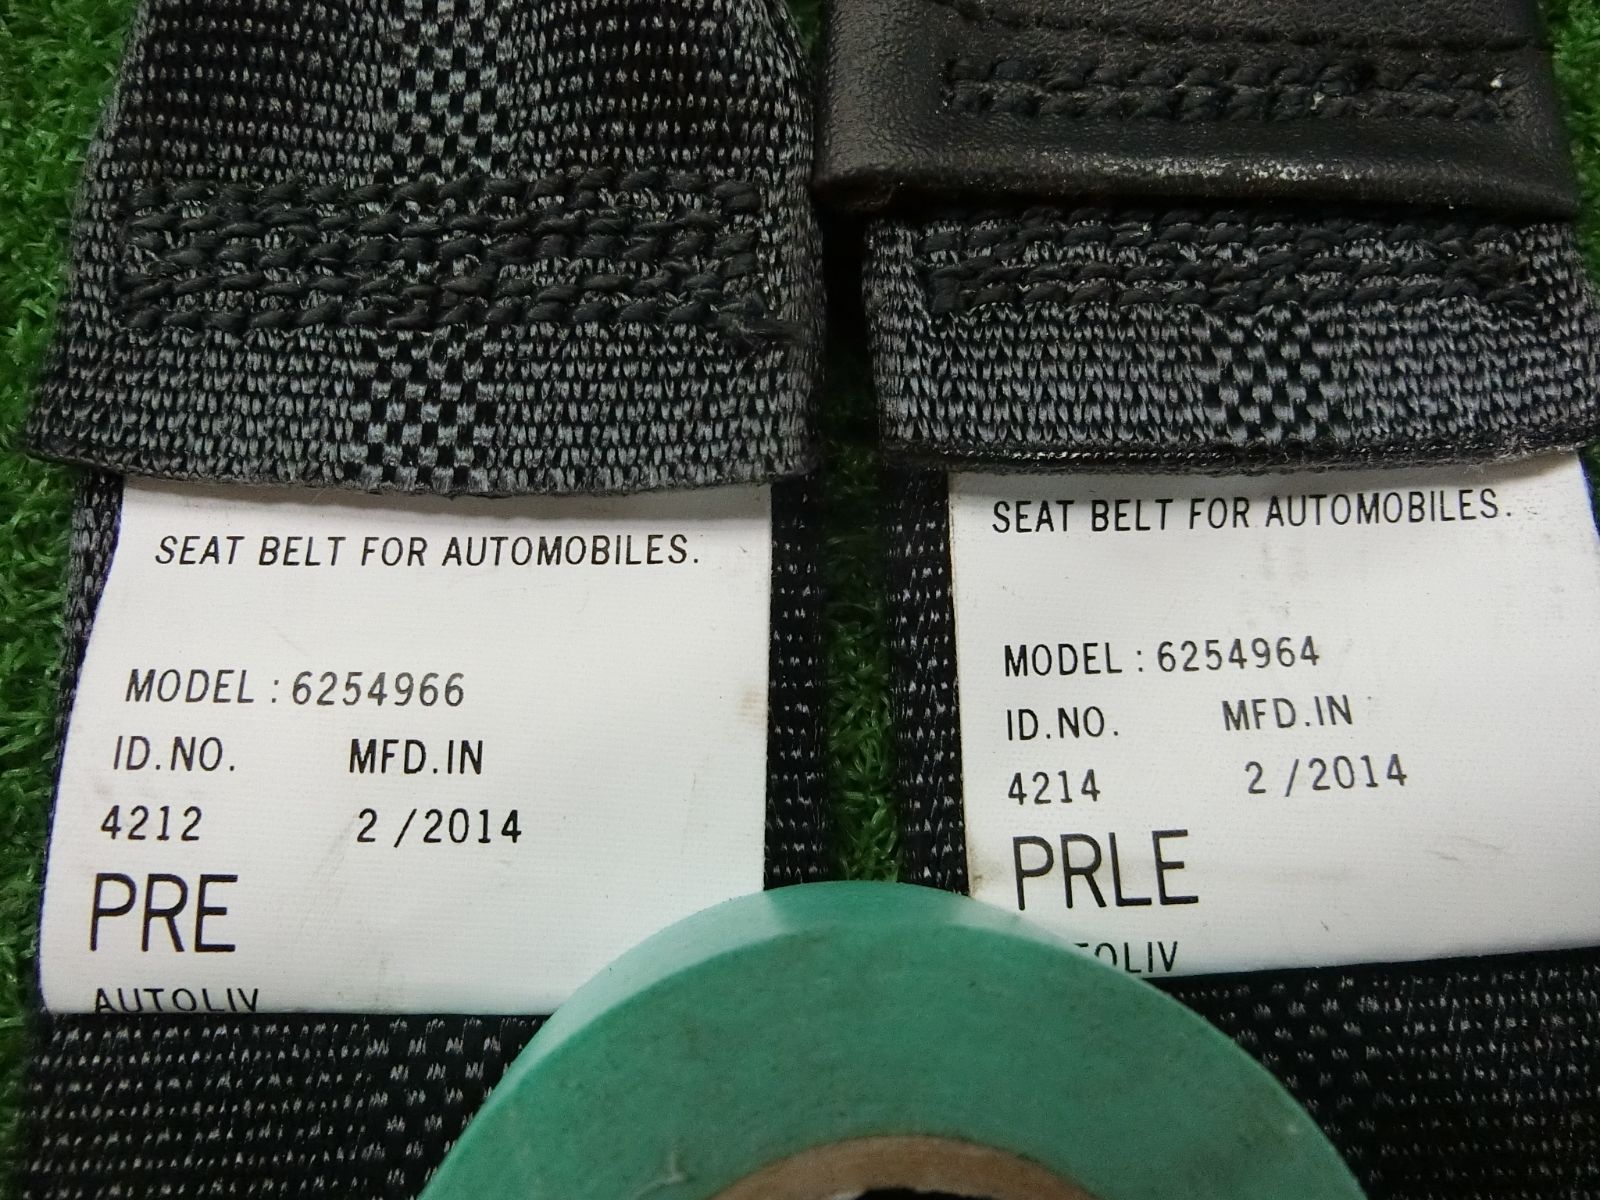 SEAT BELT FOR AUTOMOBILES.
MODEL : 6254966
ID.NO. MFD.IN
4212 2 /2014
PRE
AUTOLIV
SEAT BELT FOR AUTOMOBILES.
MODEL : 6254964
ID.NO. MFD.IN
4214 2 /2014
PRLE